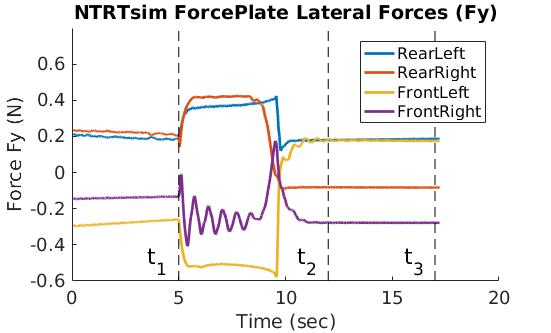 NTRTsim ForcePlate Lateral Forces (Fy)
Force Fy (N)
0.6
0.4
0.2
0
-0.2
-0.4
-0.6
RearLeft
RearRight
FrontLeft
FrontRight
t1
t2
t3
0 5 10 15 20
Time (sec)